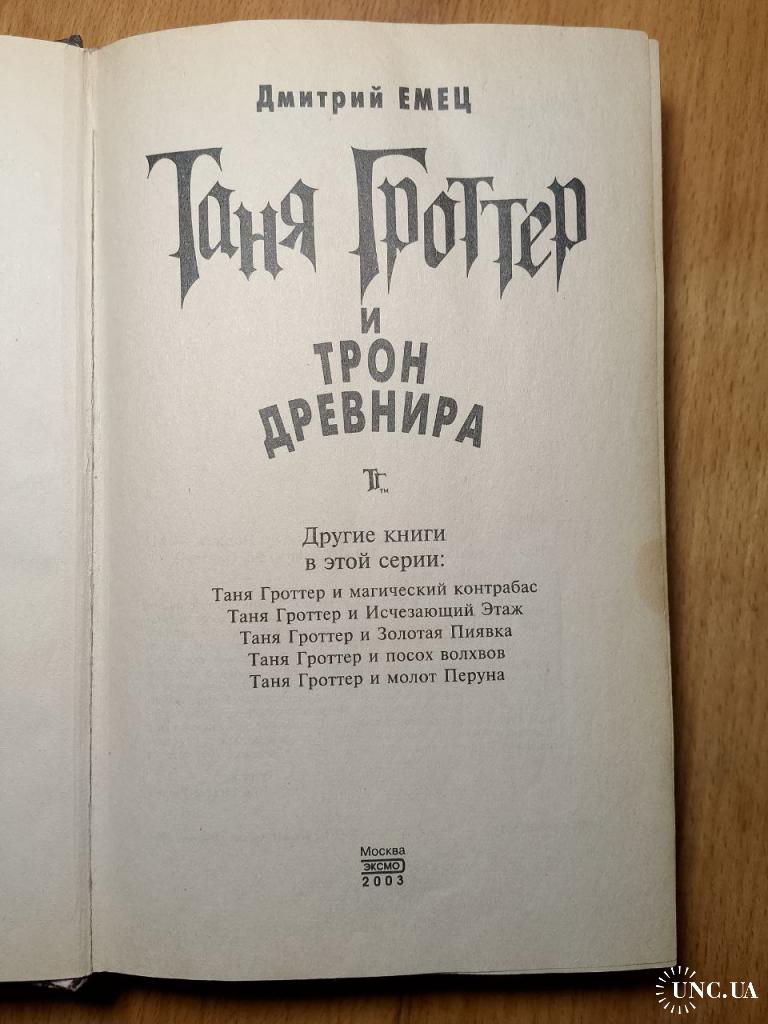 Дмитрий ЕМЕЦ
Таня Гроттер
и
ТРОН
ДРЕВНИРА
ТГ™
Другие книги
в этой серии:
Таня Гроттер и магический контрабас
Таня Гроттер и Исчезающий Этаж
Таня Гроттер и Золотая Пиявка
Таня Гроттер и посох волхвов
Таня Гроттер и молот Перуна
Москва
ЭКСМО
2003
UNC.UA